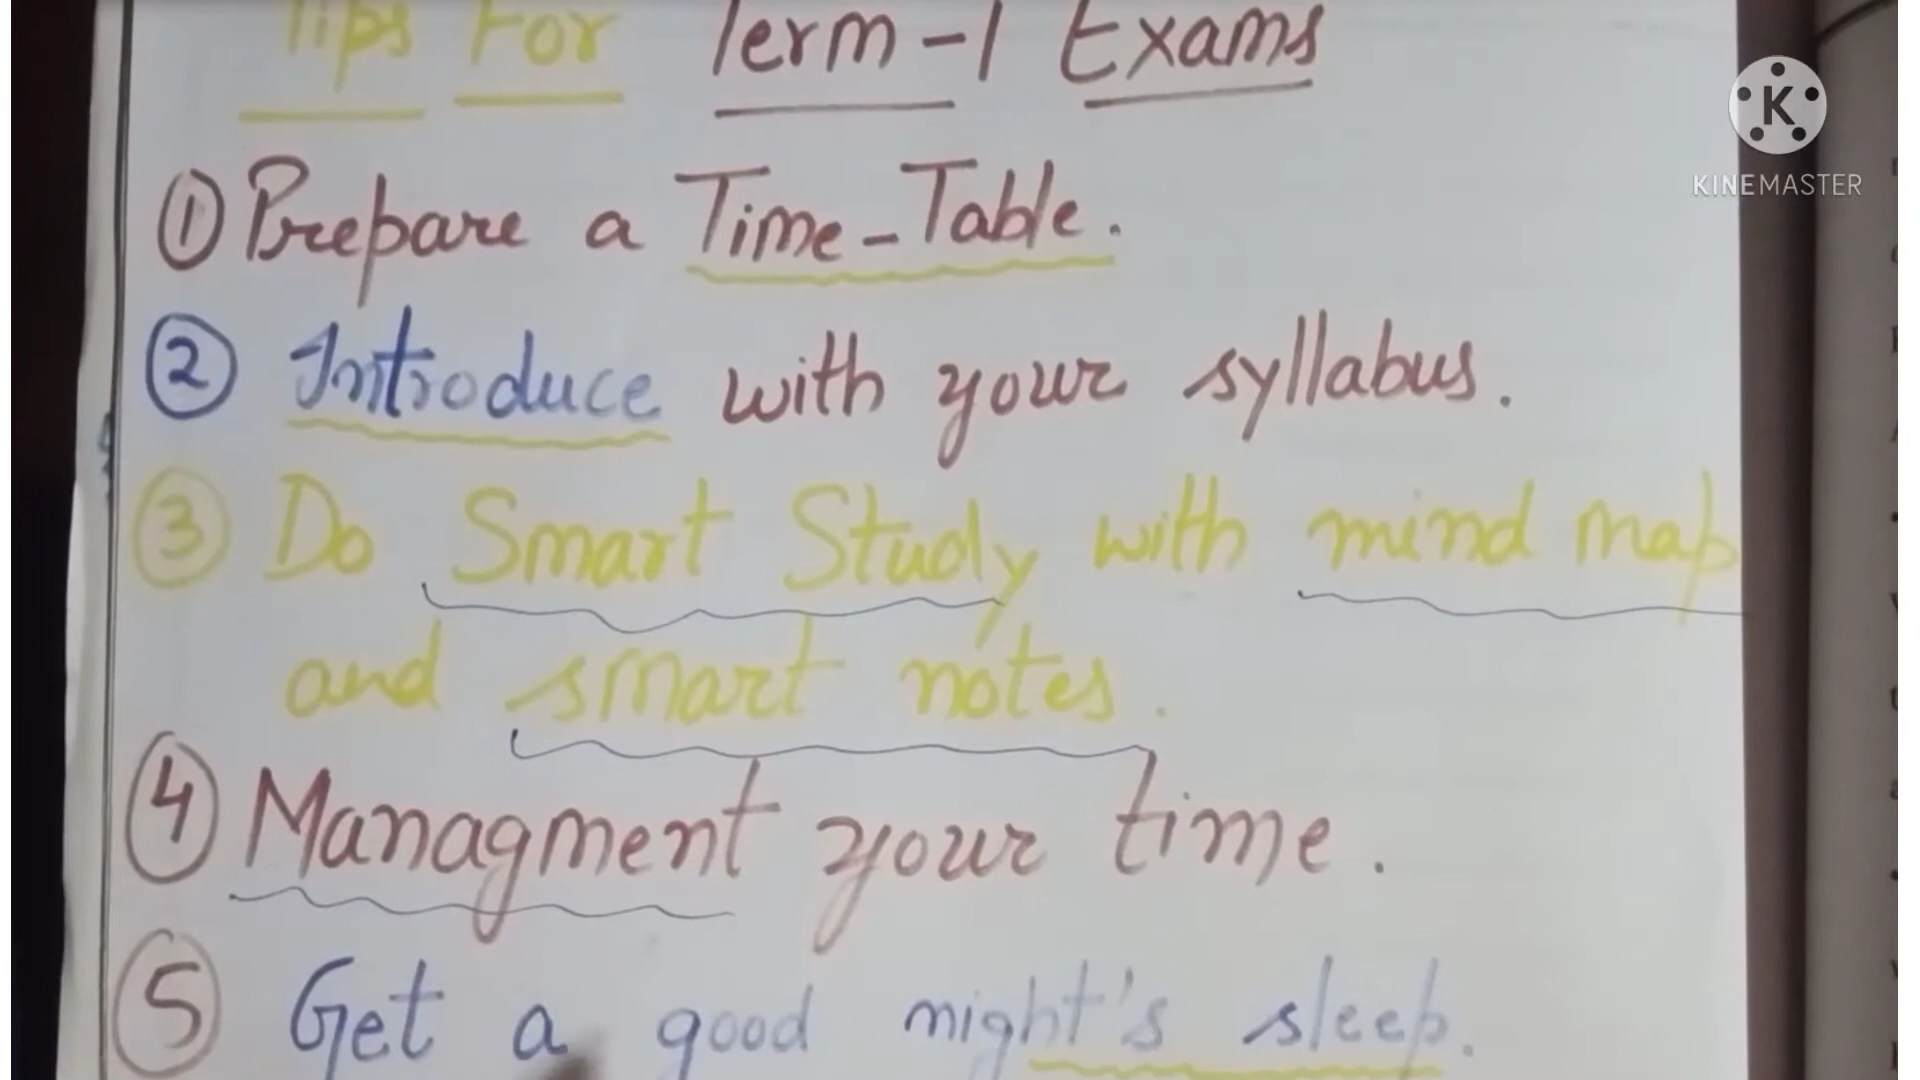 Tips For Term-1 Exams
① Prepare a Time-Table.
② Introduce with your syllabus.
③ Do Smart Study with mind map
and smart notes.
④ Managment your time.
⑤ Get a good night's sleep.
K
KINEMASTER